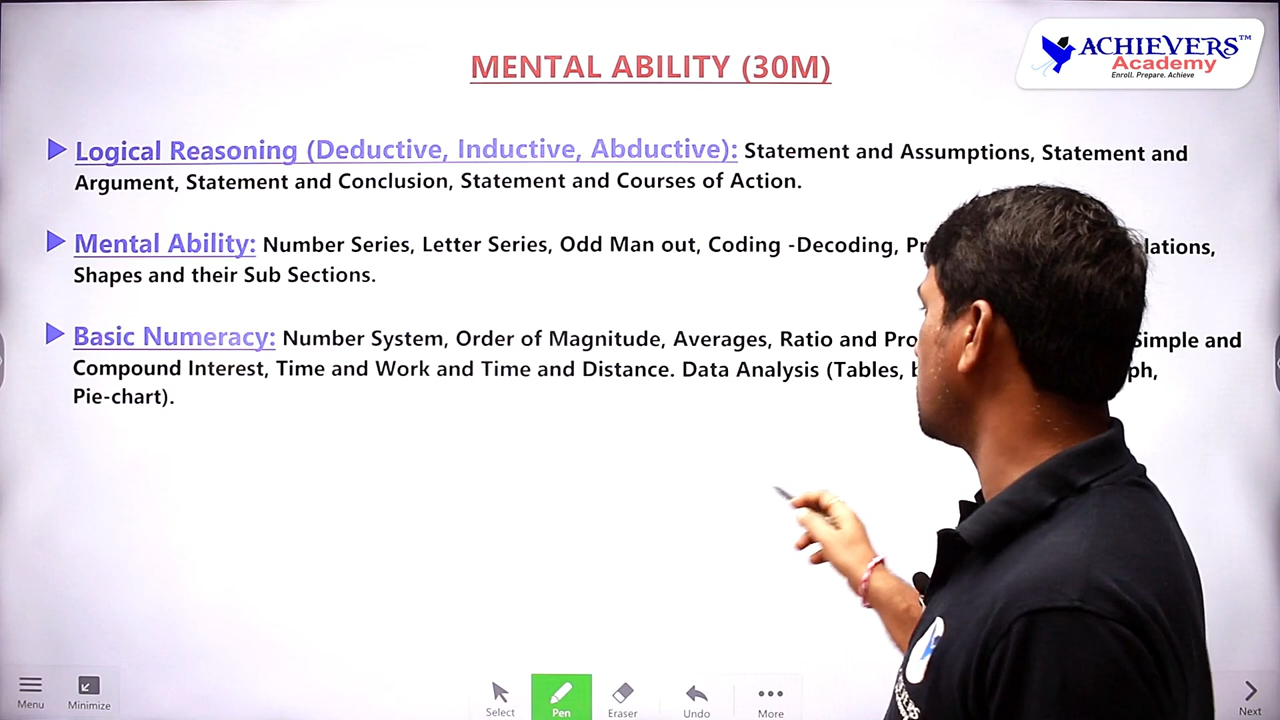 MENTAL ABILITY (30M)
ACHIEVERS™
Academy
Enroll. Prepare. Achieve
Logical Reasoning (Deductive, Inductive, Abductive): Statement and Assumptions, Statement and
Argument, Statement and Conclusion, Statement and Courses of Action.
Mental Ability: Number Series, Letter Series, Odd Man out, Coding -Decoding,
Shapes and their Sub Sections.
Basic Numeracy: Number System, Order of Magnitude, Averages, Ratio and Simple and
Compound Interest, Time and Work and Time and Distance. Data Analysis (Tables,
Pie-chart).
Menu
Minimize
Select
Pen
Eraser
Undo
More
Next